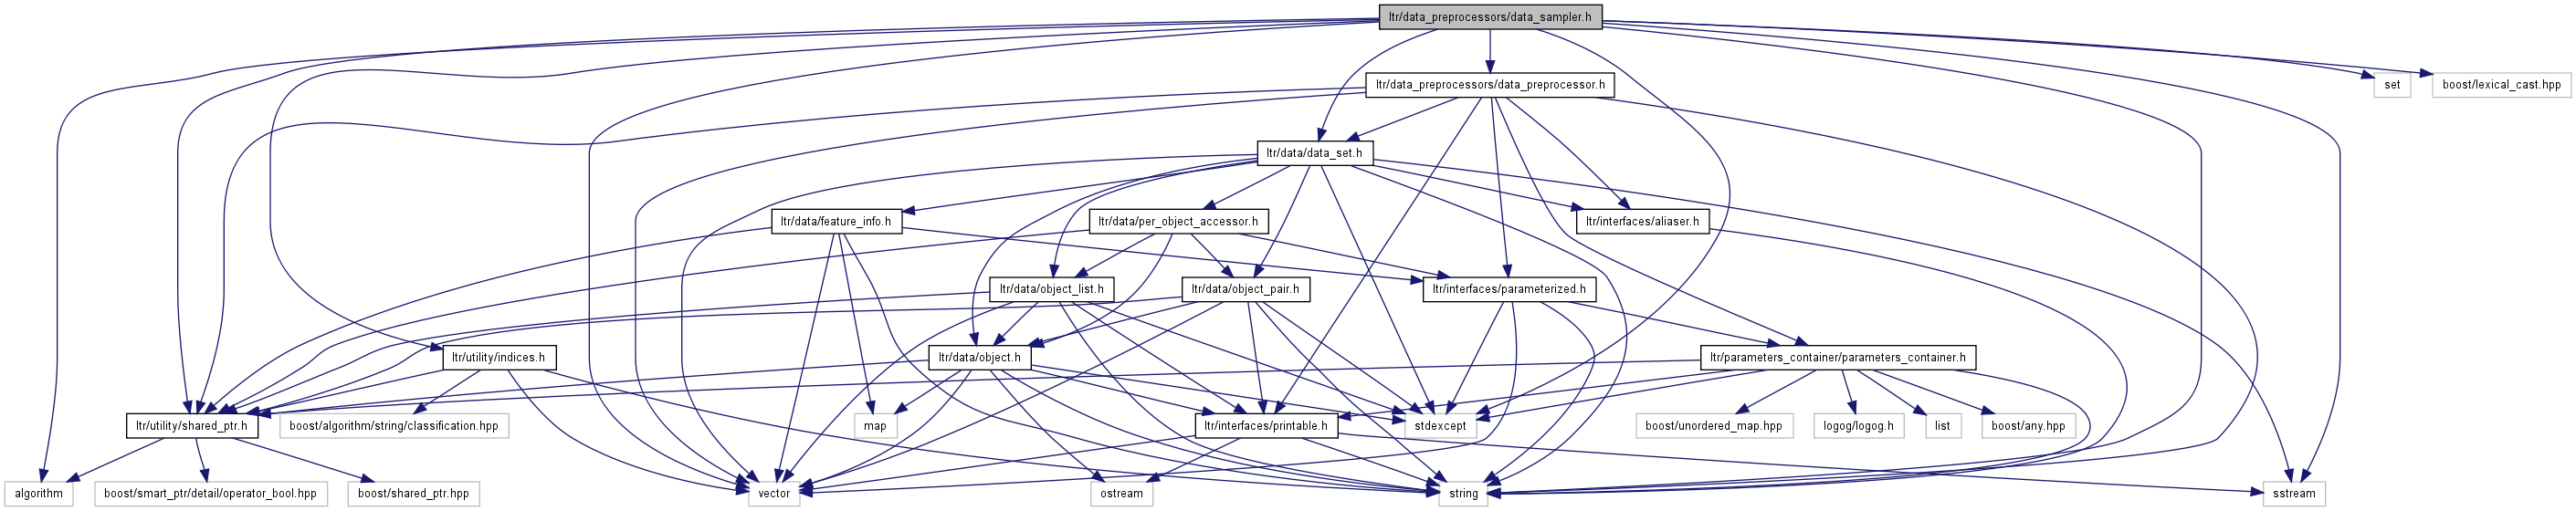 ltr/data_preprocessors/data_sampler.h
ltr/data_preprocessors/data_preprocessor.h
set
boost/lexical_cast.hpp
ltr/data/data_set.h
ltr/data/feature_info.h
ltr/data/per_object_accessor.h
ltr/interfaces/aliaser.h
ltr/data/object_list.h
ltr/data/object_pair.h
ltr/interfaces/parameterized.h
ltr/utility/indices.h
ltr/data/object.h
ltr/parameters_container/parameters_container.h
ltr/utility/shared_ptr.h
boost/algorithm/string/classification.hpp
map
ltr/interfaces/printable.h
stdexcept
boost/unordered_map.hpp
logog/logog.h
list
boost/any.hpp
algorithm
boost/smart_ptr/detail/operator_bool.hpp
boost/shared_ptr.hpp
vector
ostream
string
sstream